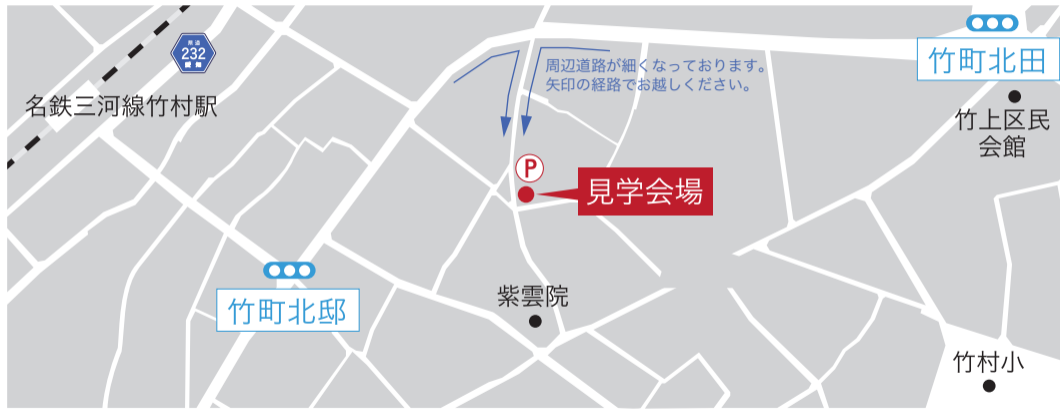 県道
232
愛知
名鉄三河線竹村駅
周辺道路が細くなっております。
矢印の経路でお越しください。
竹町北田
竹上区民
会館
P
見学会場
竹町北邸
紫雲院
竹村小